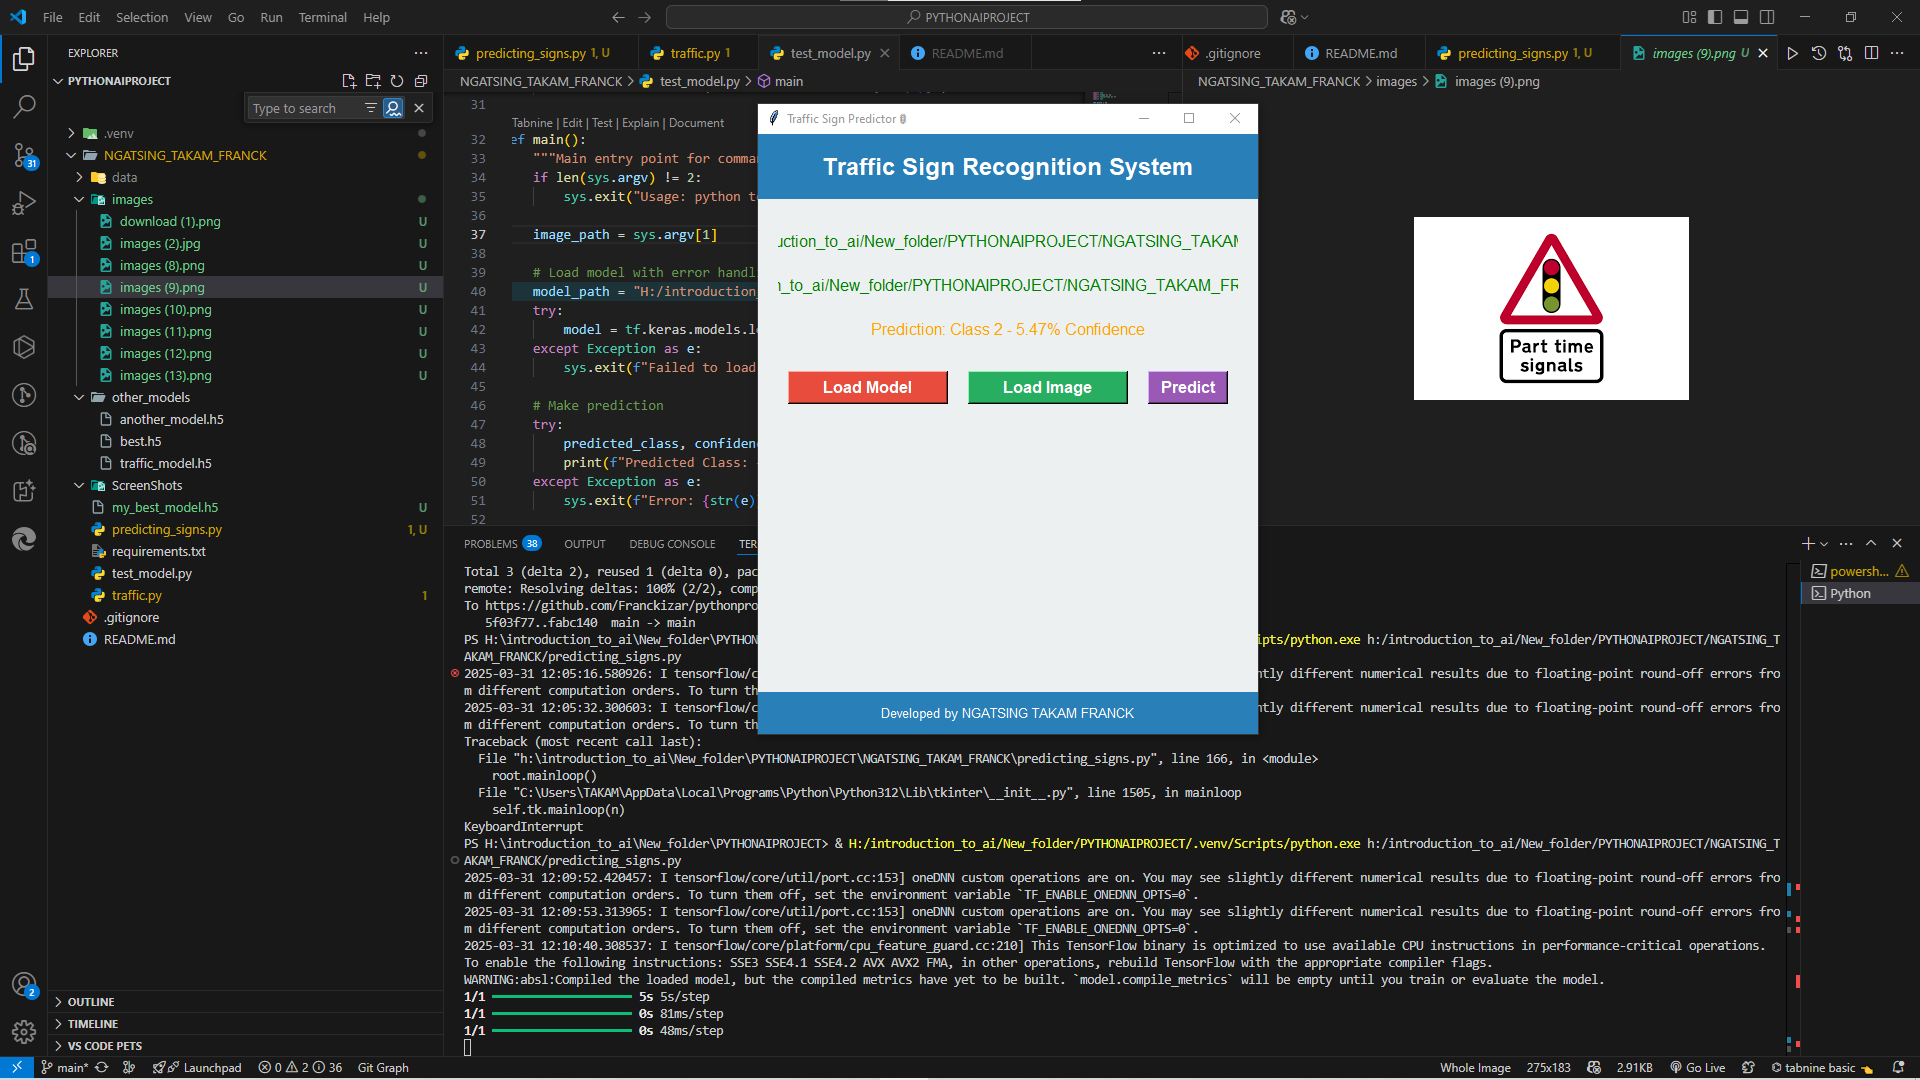 File Edit Selection View Go Run Terminal Help
PYTHONAIPROJECT
EXPLORER
PYTHONAIPROJECT
Type to search
.venv
NGATSING_TAKAM_FRANCK
data
images
download (1).png U
images (2).jpg U
images (8).png U
images (9).png U
images (10).png U
images (11).png U
images (12).png U
images (13).png U
other_models
another_model.h5
best.h5
traffic_model.h5
ScreenShots
my_best_model.h5 U
predicting_signs.py 1, U
requirements.txt
test_model.py
traffic.py 1
.gitignore
README.md
OUTLINE
TIMELINE
VS CODE PETS
31
1
2
predicting_signs.py 1, U
traffic.py 1
test_model.py
README.md
NGATSING_TAKAM_FRANCK > test_model.py > main
31
Tabnine | Edit | Test | Explain | Document
32 ef main():
33 """Main entry point for comma
34 if len(sys.argv) != 2:
35 sys.exit("Usage: python t
36
37 image_path = sys.argv[1]
38
39 # Load model with error handl
40 model_path = "H:/introduction
41 try:
42 model = tf.keras.models.l
43 except Exception as e:
44 sys.exit(f"Failed to load
45
46 # Make prediction
47 try:
48 predicted_class, confiden
49 print(f"Predicted Class:
50 except Exception as e:
51 sys.exit(f"Error: {str(e)
52
Traffic Sign Predictor
Traffic Sign Recognition System
uction_to_ai/New_folder/PYTHONAIPROJECT/NGATSING_TAKAM
n_to_ai/New_folder/PYTHONAIPROJECT/NGATSING_TAKAM_FR
Prediction: Class 2 - 5.47% Confidence
Load Model
Load Image
Predict
Developed by NGATSING TAKAM FRANCK
.gitignore
README.md
predicting_signs.py 1, U
images (9).png U
NGATSING_TAKAM_FRANCK > images > images (9).png
Part time
signals
PROBLEMS 38
OUTPUT
DEBUG CONSOLE
TER
powersh...
Python
Total 3 (delta 2), reused 1 (delta 0), pac
remote: Resolving deltas: 100% (2/2), comp
To https://github.com/Franckizar/pythonpro
5f03f77..fabc140 main -> main
PS H:\introduction_to_ai\New_folder\PYTHON ipts/python.exe h:/introduction_to_ai/New_folder/PYTHONAIPROJECT/NGATSING_T
AKAM_FRANCK/predicting_signs.py
2025-03-31 12:05:16.580926: I tensorflow/c htly different numerical results due to floating-point round-off errors fro
m different computation orders. To turn th
2025-03-31 12:05:32.300603: I tensorflow/c htly different numerical results due to floating-point round-off errors fro
m different computation orders. To turn th
Traceback (most recent call last):
File "h:\introduction_to_ai\New_folder\PYTHONAIPROJECT\NGATSING_TAKAM_FRANCK\predicting_signs.py", line 166, in <module>
root.mainloop()
File "C:\Users\TAKAM\AppData\Local\Programs\Python\Python312\Lib\tkinter\__init__.py", line 1505, in mainloop
self.tk.mainloop(n)
KeyboardInterrupt
PS H:\introduction_to_ai\New_folder\PYTHONAIPROJECT> & H:/introduction_to_ai/New_folder/PYTHONAIPROJECT/.venv/Scripts/python.exe h:/introduction_to_ai/New_folder/PYTHONAIPROJECT/NGATSING_T
AKAM_FRANCK/predicting_signs.py
2025-03-31 12:09:52.420457: I tensorflow/core/util/port.cc:153] oneDNN custom operations are on. You may see slightly different numerical results due to floating-point round-off errors fro
m different computation orders. To turn them off, set the environment variable `TF_ENABLE_ONEDNN_OPTS=0`.
2025-03-31 12:09:53.313965: I tensorflow/core/util/port.cc:153] oneDNN custom operations are on. You may see slightly different numerical results due to floating-point round-off errors fro
m different computation orders. To turn them off, set the environment variable `TF_ENABLE_ONEDNN_OPTS=0`.
2025-03-31 12:10:40.308537: I tensorflow/core/platform/cpu_feature_guard.cc:210] This TensorFlow binary is optimized to use available CPU instructions in performance-critical operations.
To enable the following instructions: SSE3 SSE4.1 SSE4.2 AVX AVX2 FMA, in other operations, rebuild TensorFlow with the appropriate compiler flags.
WARNING:absl:Compiled the loaded model, but the compiled metrics have yet to be built. `model.compile_metrics` will be empty until you train or evaluate the model.
1/1 5s 5s/step
1/1 0s 81ms/step
1/1 0s 48ms/step
main* Launchpad 0 2 36 Git Graph
Whole Image 275x183 2.91KB Go Live tabnine basic